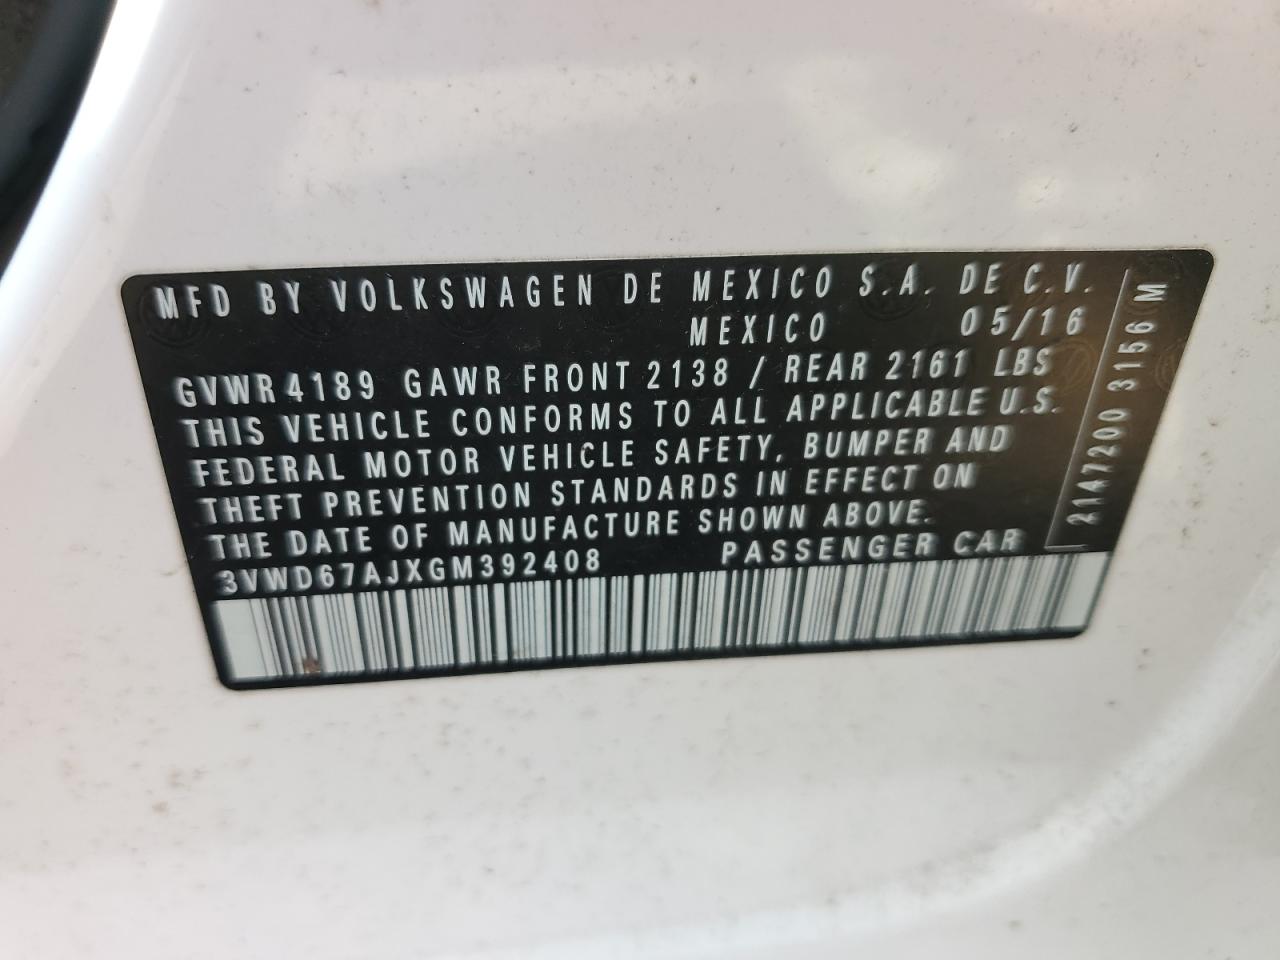 MFD BY VOLKSWAGEN DE MEXICO S.A. DE C.V.
MEXICO 05/16
GVWR 4189 GAWR FRONT 2138 / REAR 2161 LBS
THIS VEHICLE CONFORMS TO ALL APPLICABLE U.S.
FEDERAL MOTOR VEHICLE SAFETY, BUMPER AND
THEFT PREVENTION STANDARDS IN EFFECT ON
THE DATE OF MANUFACTURE SHOWN ABOVE.
3VWD67AJXGM392408 PASSENGER CAR
21A7200 3156 M